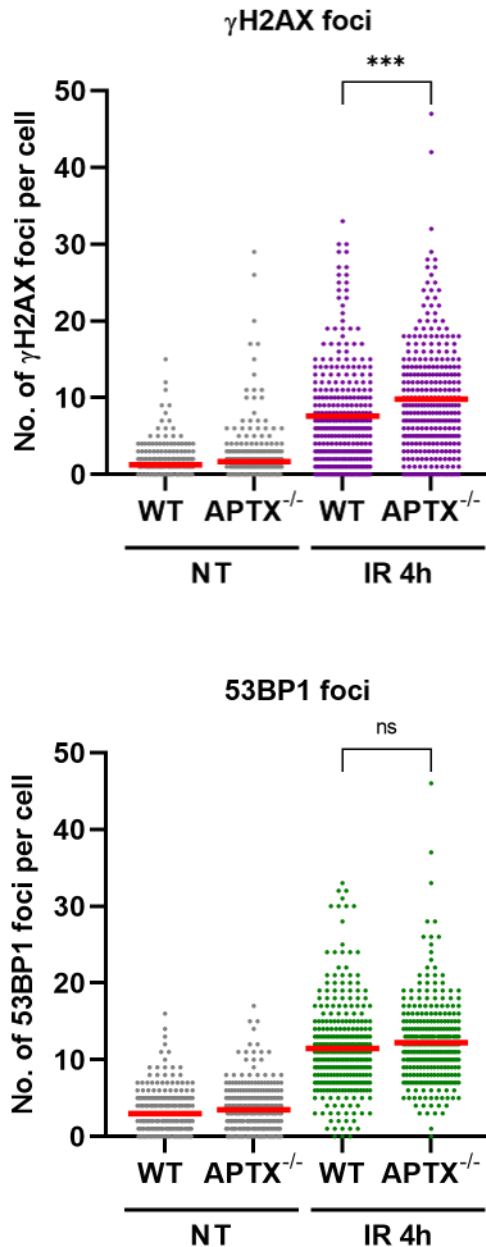 γH2AX foci
***
No. of γH2AX foci per cell
50
40
30
20
10
0
WT APTX-/- WT APTX-/-
NT IR 4h
53BP1 foci
ns
No. of 53BP1 foci per cell
50
40
30
20
10
0
WT APTX-/- WT APTX-/-
NT IR 4h